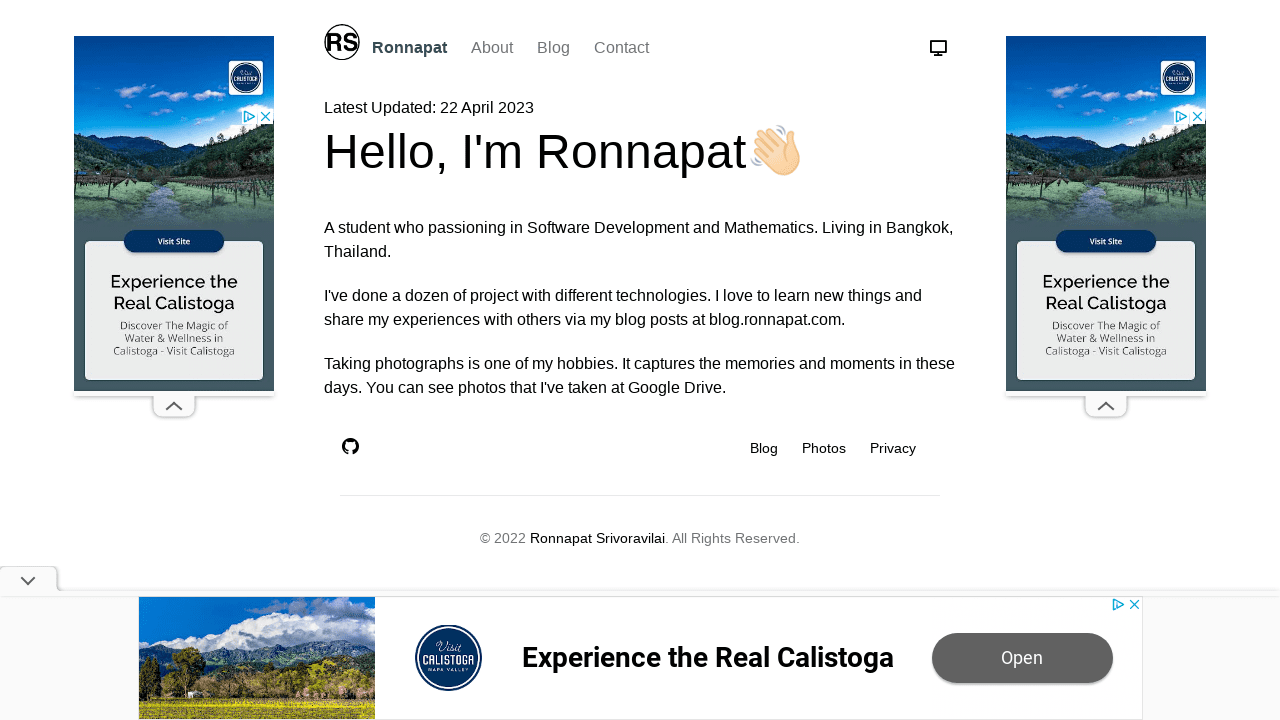 RS Ronnapat About Blog Contact
Latest Updated: 22 April 2023
Hello, I'm Ronnapat👋🏻
A student who passioning in Software Development and Mathematics. Living in Bangkok,
Thailand.
I've done a dozen of project with different technologies. I love to learn new things and
share my experiences with others via my blog posts at blog.ronnapat.com.
Taking photographs is one of my hobbies. It captures the memories and moments in these
days. You can see photos that I've taken at Google Drive.
Blog Photos Privacy
© 2022 Ronnapat Srivoravilai. All Rights Reserved.
Visit
CALISTOGA
Visit Site
Experience the
Real Calistoga
Discover The Magic of
Water & Wellness in
Calistoga - Visit Calistoga
Visit
CALISTOGA
Visit Site
Experience the
Real Calistoga
Discover The Magic of
Water & Wellness in
Calistoga - Visit Calistoga
Visit
CALISTOGA
NAPA VALLEY
Experience the Real Calistoga
Open